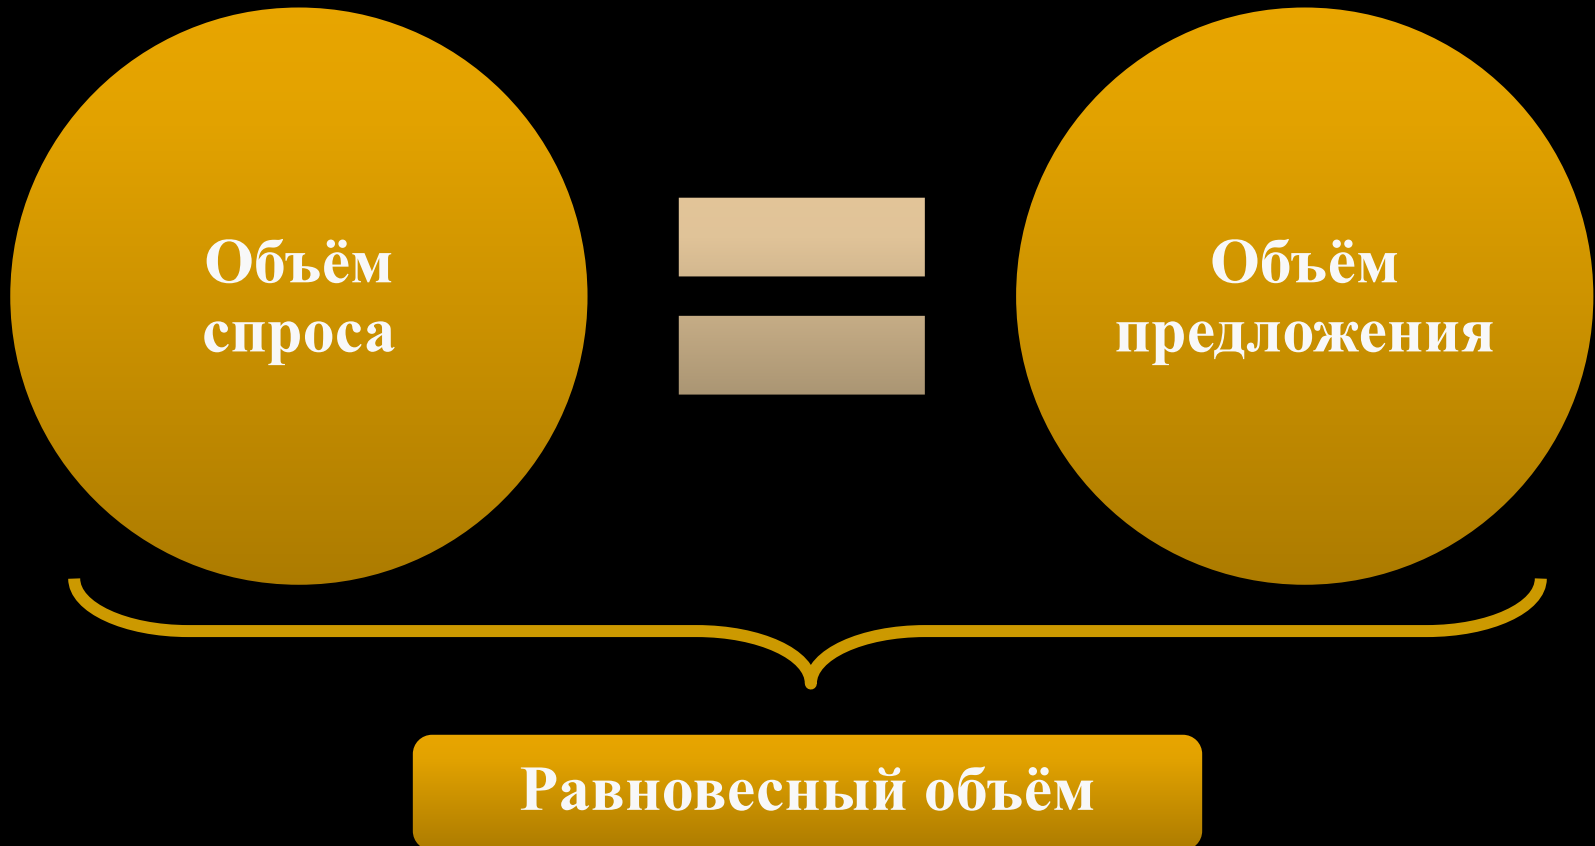 Объём
спроса
Объём
предложения
Равновесный объём